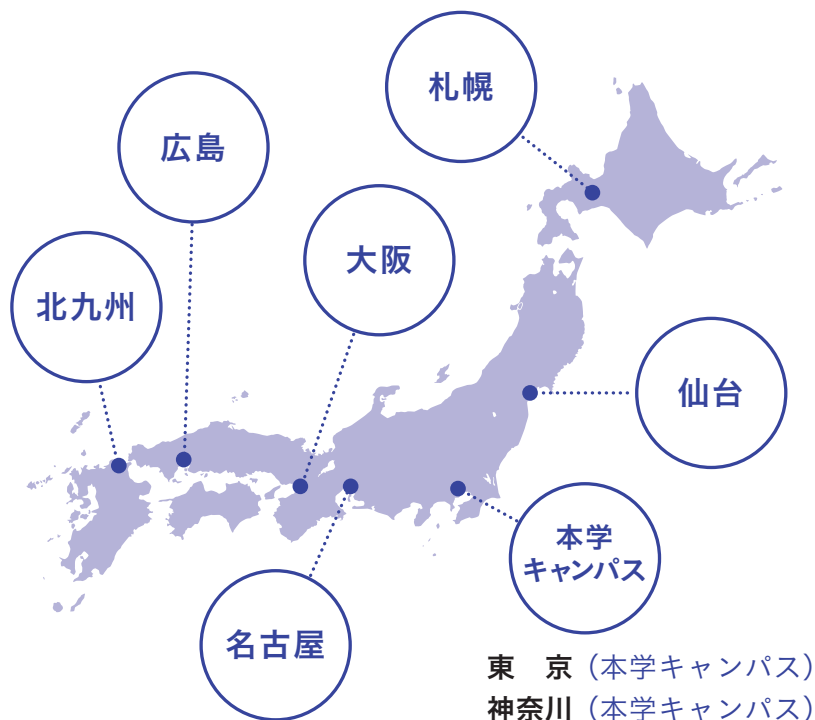 札幌
広島
大阪
北九州
仙台
本学
キャンパス
名古屋
東　京（本学キャンパス）
神奈川（本学キャンパス）